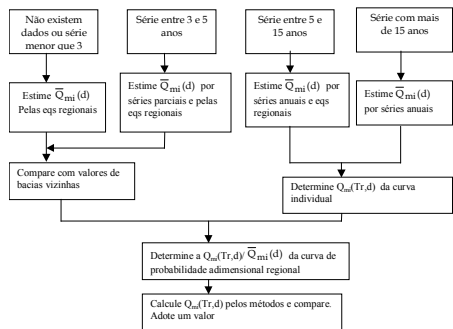 Não existem
dados ou série
menor que 3
Série entre 3 e 5
anos
Série entre 5 e
15 anos
Série com mais
de 15 anos
Estime Q̅mi(d)
Pelas eqs regionais
Estime Q̅mi(d) por
séries parciais e pelas
eqs regionais
Estime Q̅mi(d) por
séries anuais e eqs
regionais
Estime Q̅mi(d)
por séries anuais
Compare com valores de
bacias vizinhas
Determine Qmi(Tr,d) da curva
individual
Determine a Qmi(Tr,d)/ Q̅mi(d) da curva de
probabilidade adimensional regional
Calcule Qmi(Tr,d) pelos métodos e compare.
Adote um valor